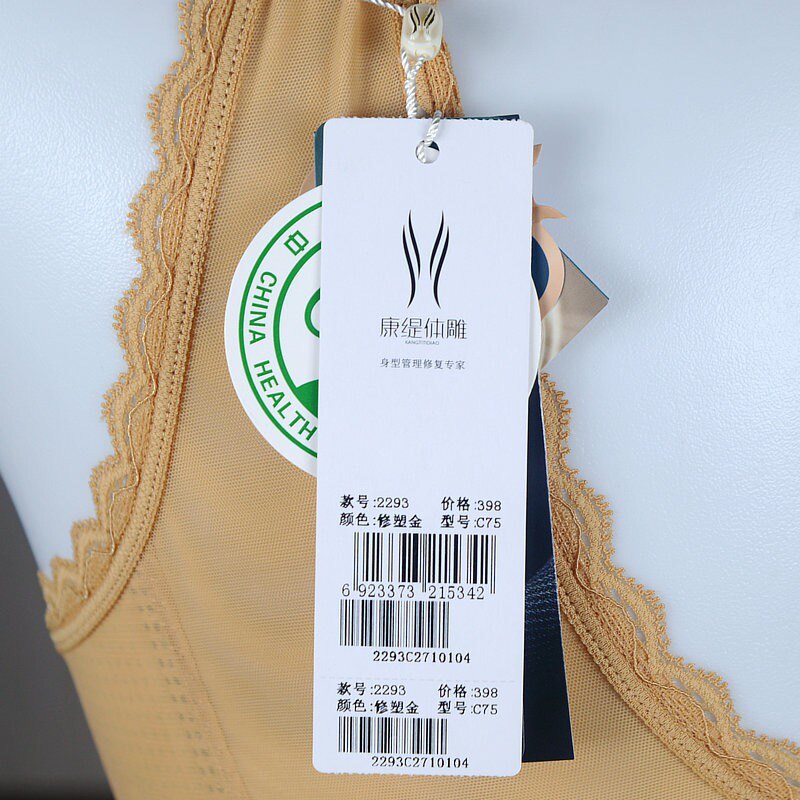 中
CHINA HEALTH
康缇体雕
KANGTITIDIAO
身型管理修复专家
款号:2293 价格:398
颜色:修塑金 型号:C75
6 923373 215342
2293C2710104
款号:2293 价格:398
颜色:修塑金 型号:C75
2293C2710104